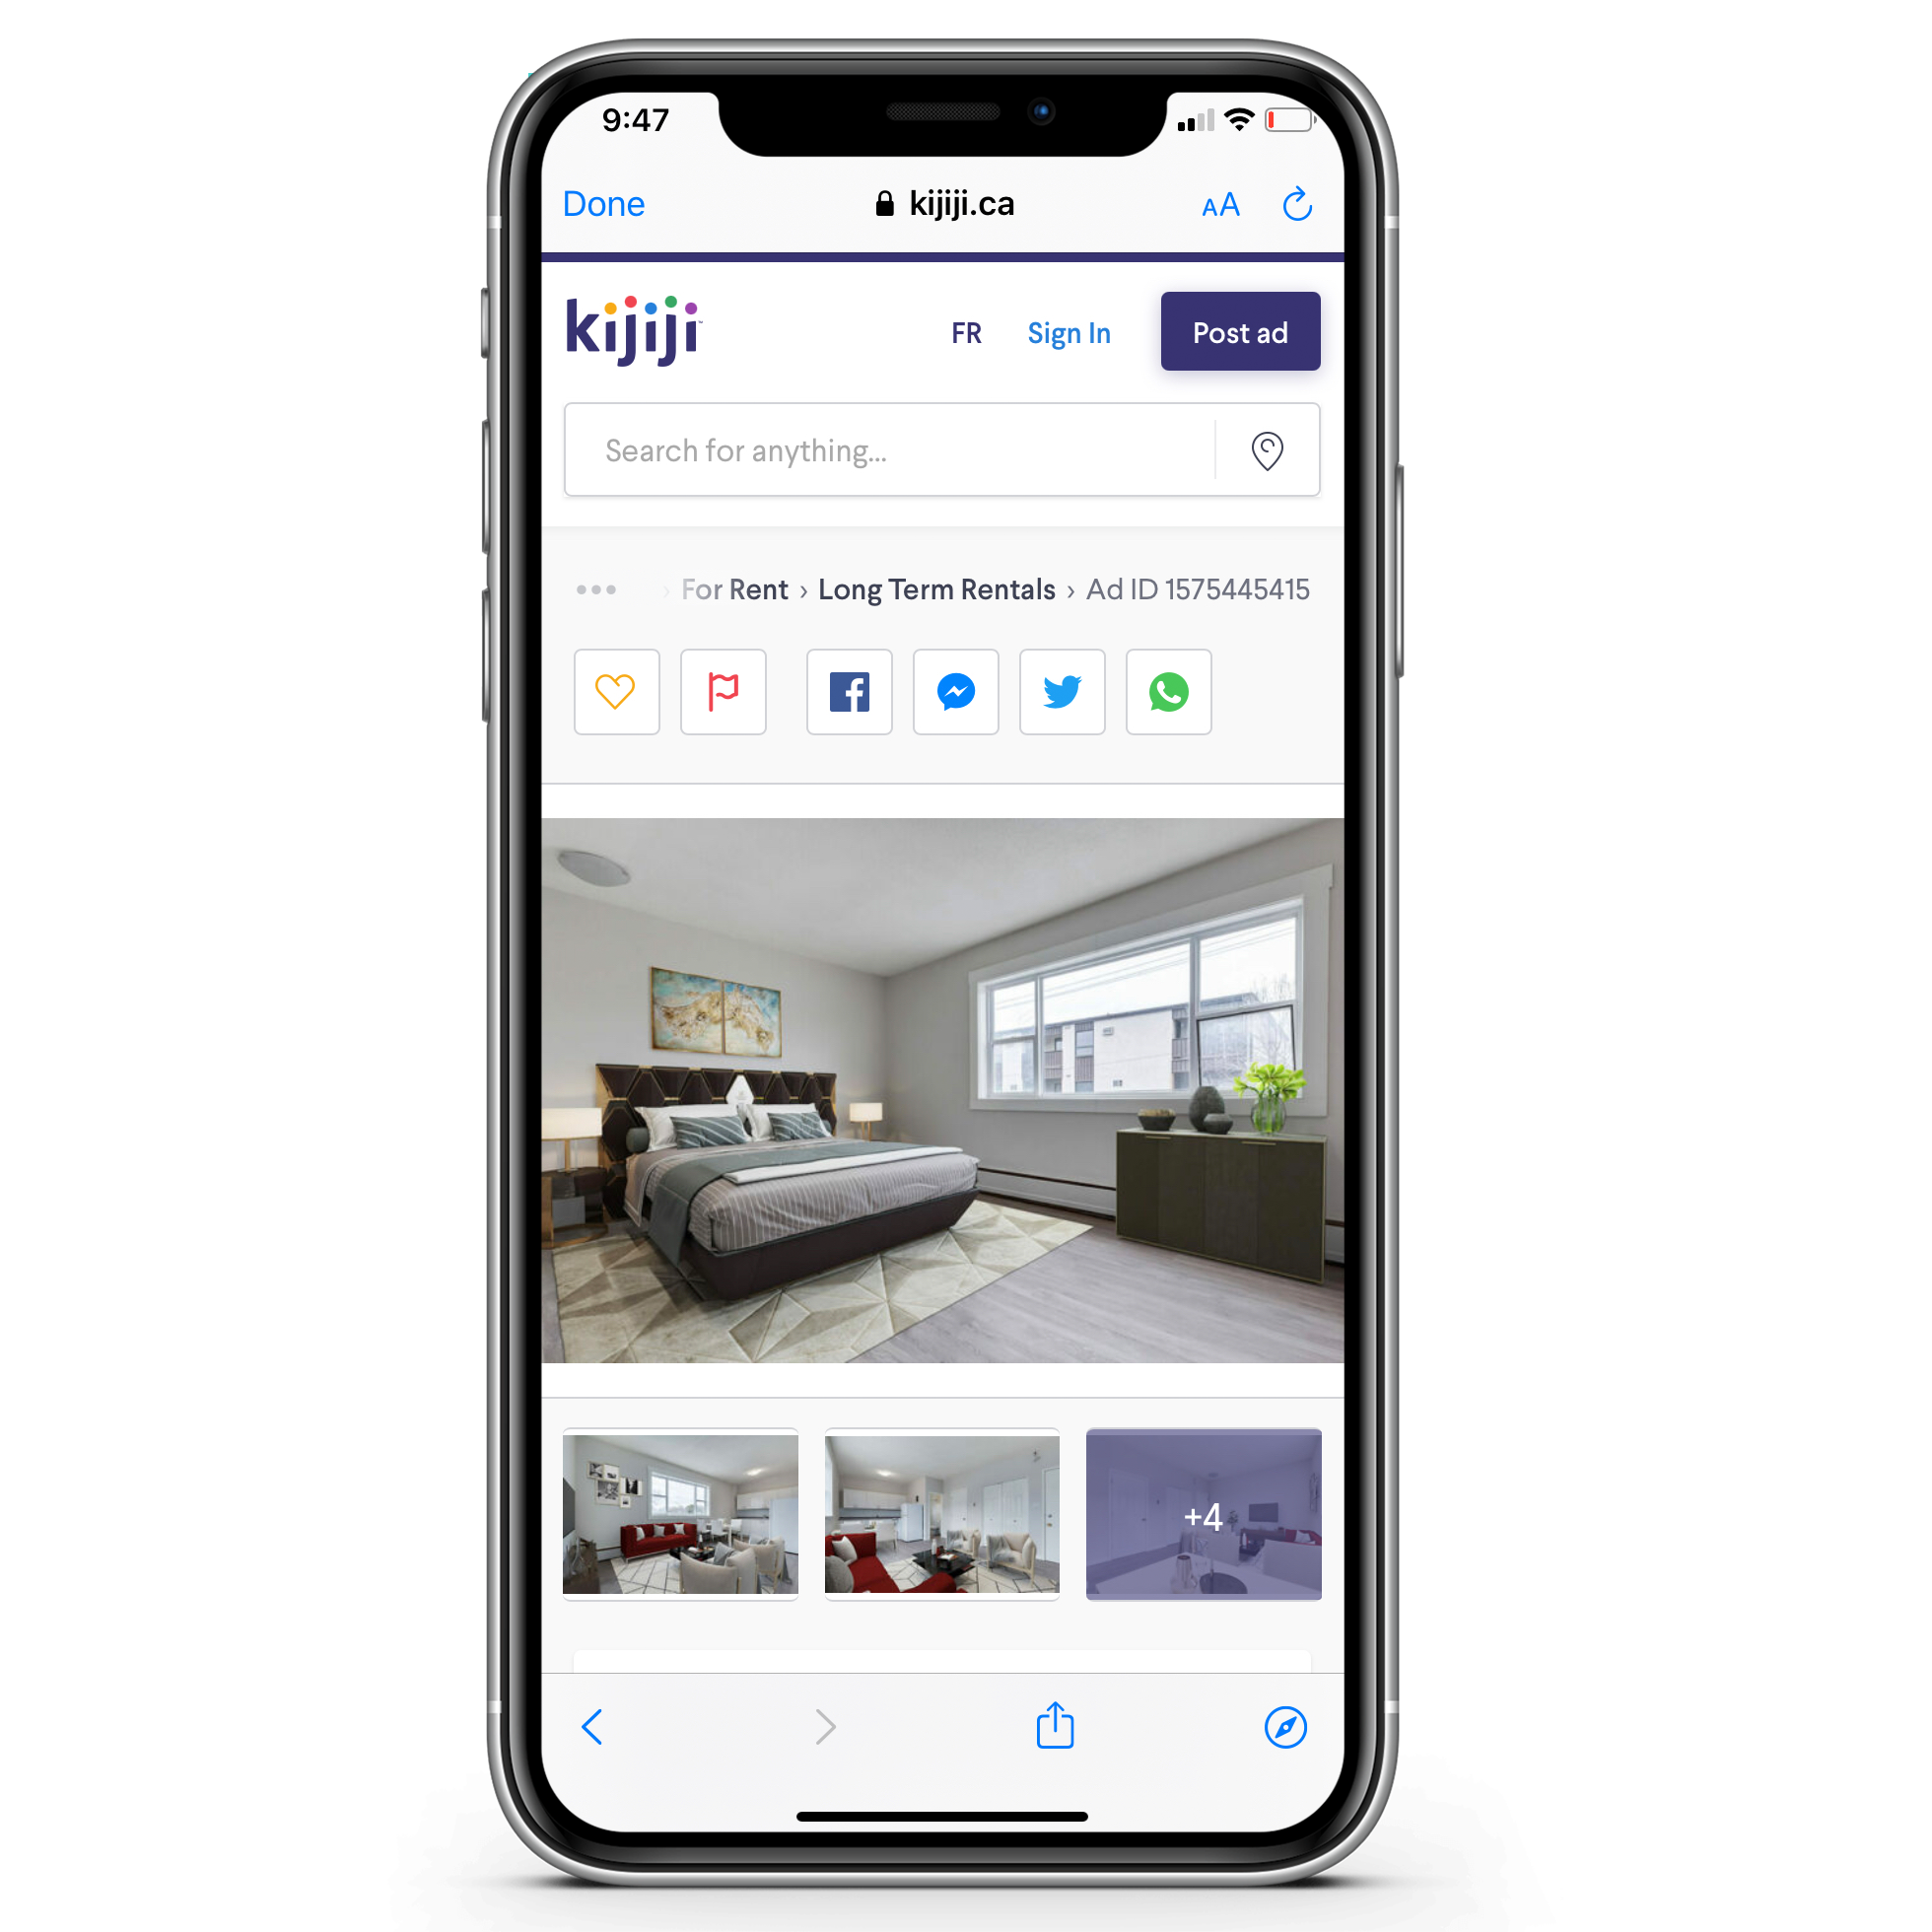 9:47
Done kijiji.ca AA
kijiji FR Sign In Post ad
Search for anything...
••• › For Rent › Long Term Rentals › Ad ID 1575445415
+4